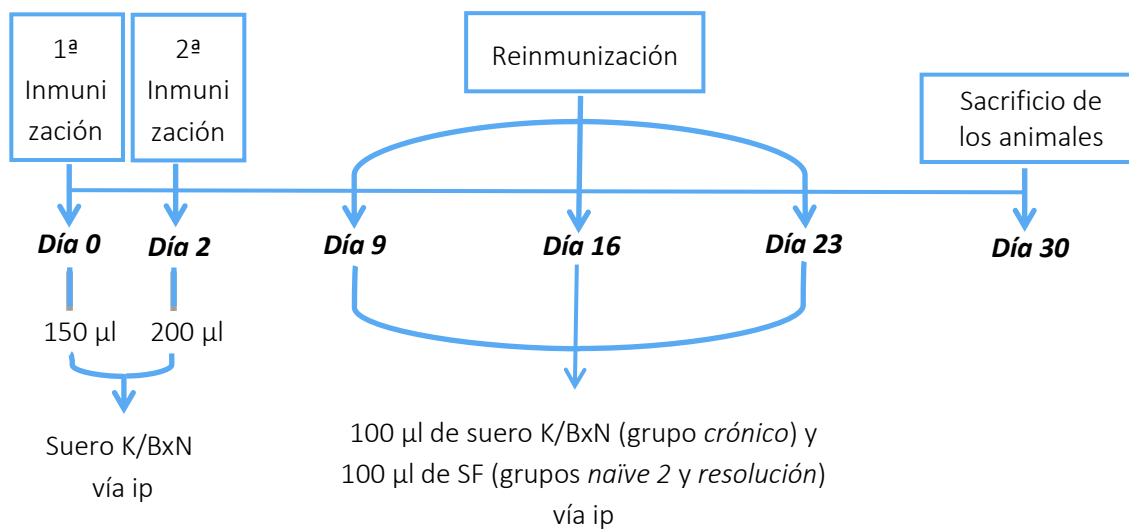 1ª
Inmuni
zación
2ª
Inmuni
zación
Reinmunización
Sacrificio de
los animales
Día 0
Día 2
Día 9
Día 16
Día 23
Día 30
150 µl
200 µl
Suero K/BxN
vía ip
100 µl de suero K/BxN (grupo crónico) y
100 µl de SF (grupos naïve 2 y resolución)
vía ip